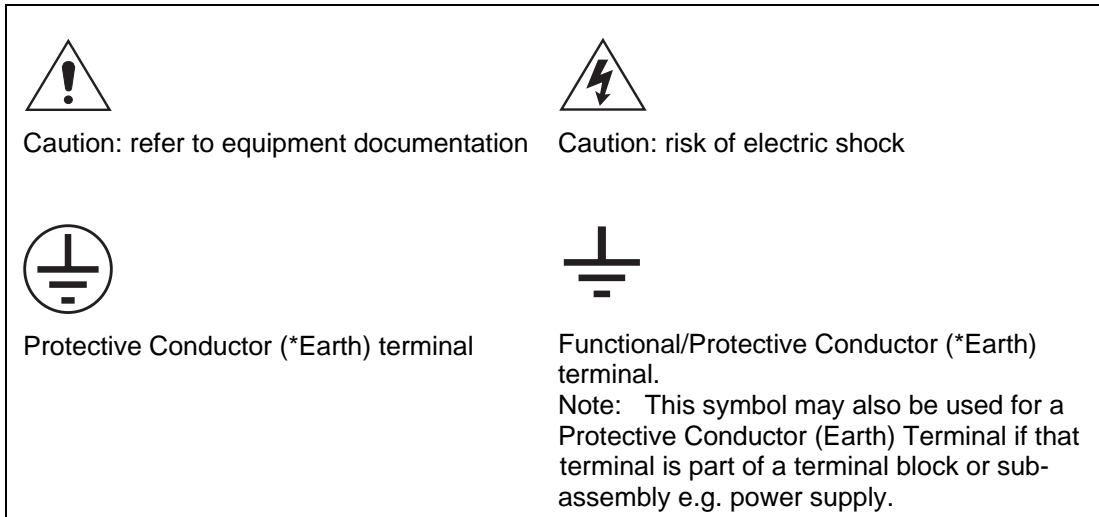 Caution: refer to equipment documentation
Caution: risk of electric shock
Protective Conductor (*Earth) terminal
Functional/Protective Conductor (*Earth)
terminal.
Note: This symbol may also be used for a
Protective Conductor (Earth) Terminal if that
terminal is part of a terminal block or sub-
assembly e.g. power supply.